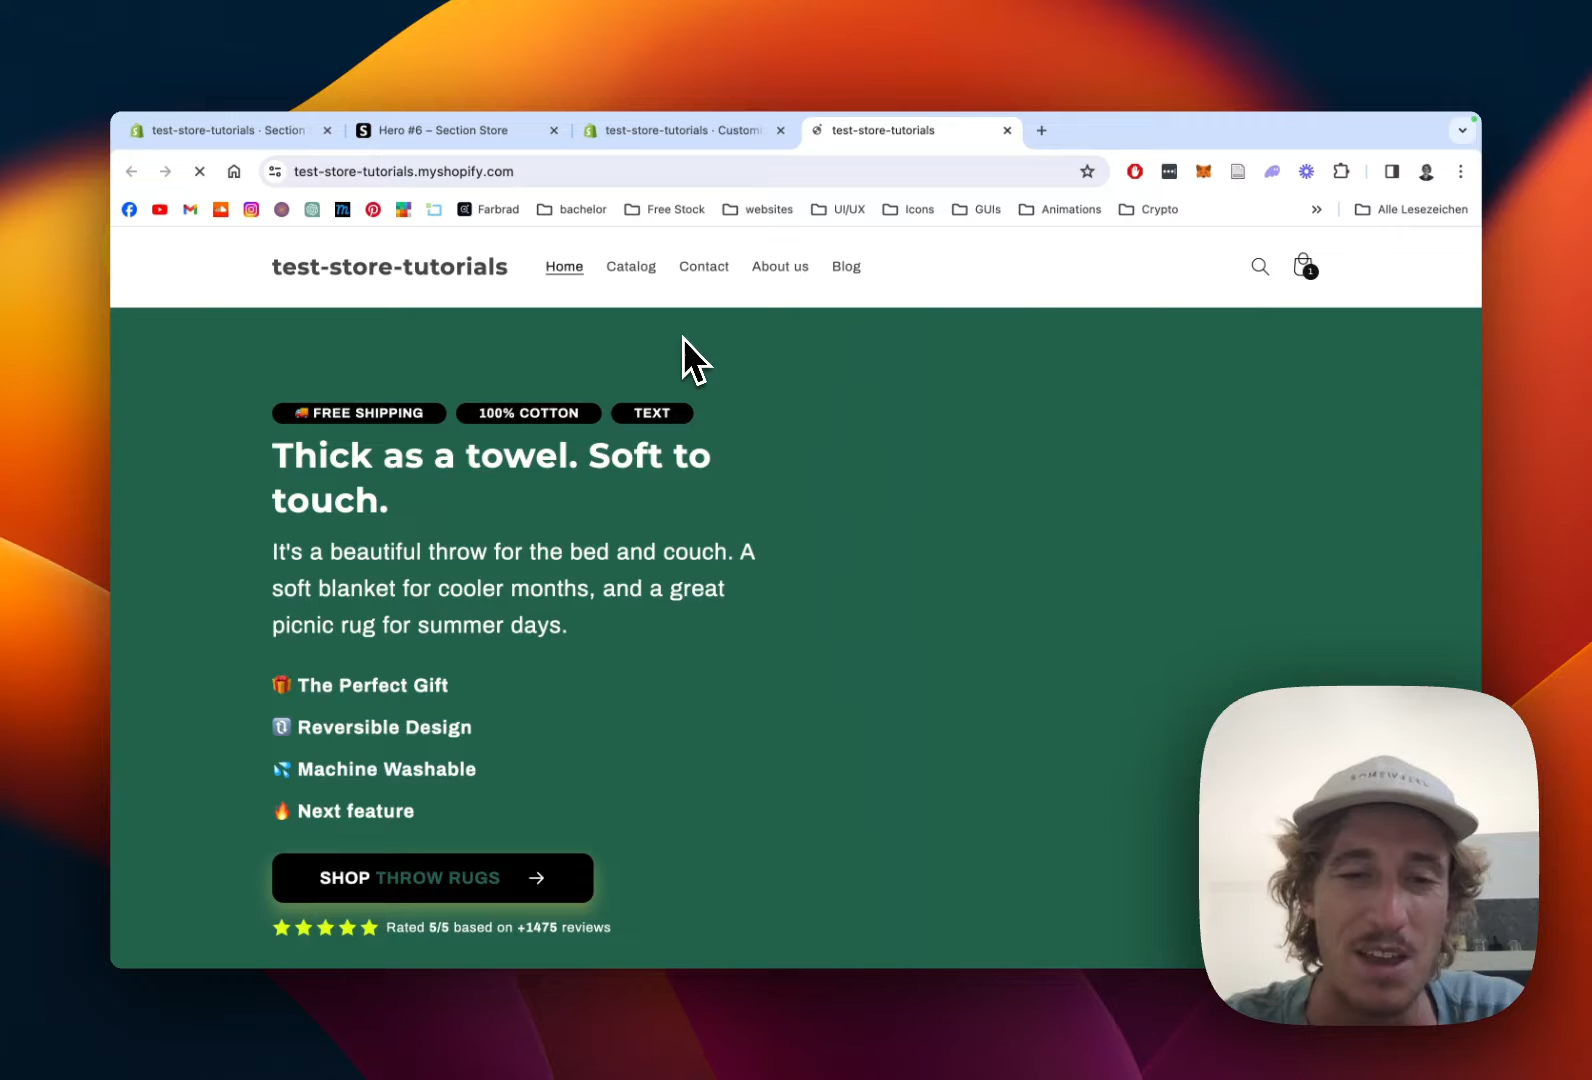 test-store-tutorials · Section
Hero #6 – Section Store
test-store-tutorials · Customi
test-store-tutorials
test-store-tutorials.myshopify.com
Farbrad
bachelor
Free Stock
websites
UI/UX
Icons
GUIs
Animations
Crypto
Alle Lesezeichen
test-store-tutorials
Home
Catalog
Contact
About us
Blog
1
FREE SHIPPING
100% COTTON
TEXT
Thick as a towel. Soft to
touch.
It's a beautiful throw for the bed and couch. A
soft blanket for cooler months, and a great
picnic rug for summer days.
The Perfect Gift
Reversible Design
Machine Washable
Next feature
SHOP THROW RUGS →
Rated 5/5 based on +1475 reviews